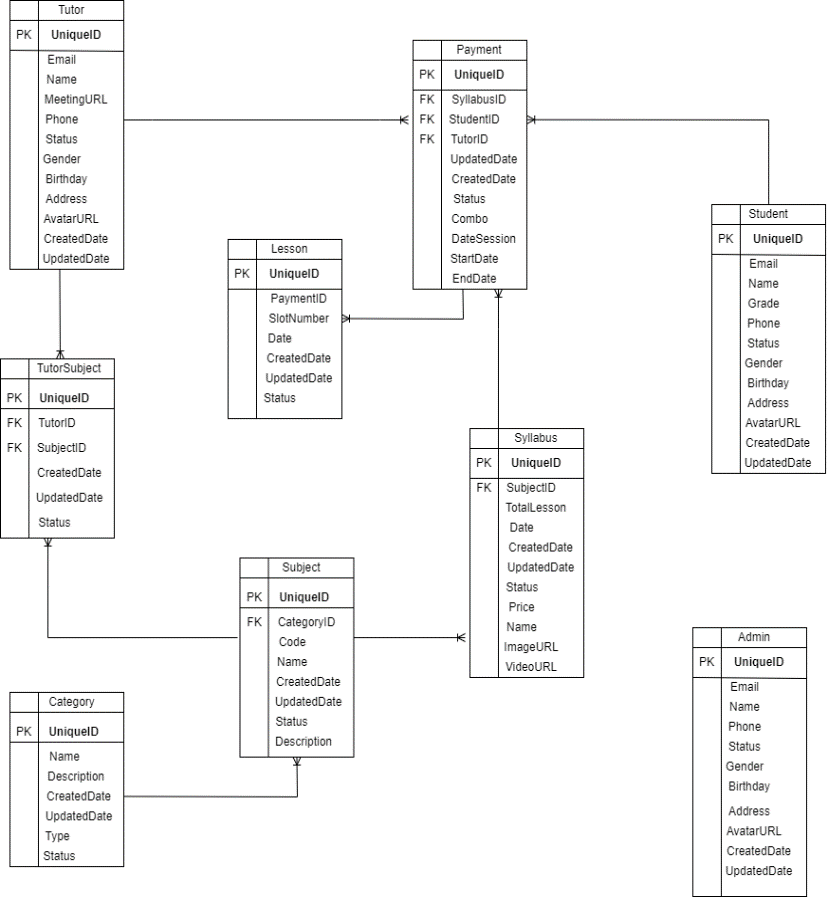 Tutor
PK UniqueID
Email
Name
MeetingURL
Phone
Status
Gender
Birthday
Address
AvatarURL
CreatedDate
UpdatedDate
Payment
PK UniqueID
FK SyllabusID
FK StudentID
FK TutorID
UpdatedDate
CreatedDate
Status
Combo
DateSession
StartDate
EndDate
Student
PK UniqueID
Email
Name
Grade
Phone
Status
Gender
Birthday
Address
AvatarURL
CreatedDate
UpdatedDate
Lesson
PK UniqueID
PaymentID
SlotNumber
Date
CreatedDate
UpdatedDate
Status
TutorSubject
PK UniqueID
FK TutorID
FK SubjectID
CreatedDate
UpdatedDate
Status
Syllabus
PK UniqueID
FK SubjectID
TotalLesson
Date
CreatedDate
UpdatedDate
Status
Price
Name
ImageURL
VideoURL
Subject
PK UniqueID
FK CategoryID
Code
Name
CreatedDate
UpdatedDate
Status
Description
Category
PK UniqueID
Name
Description
CreatedDate
UpdatedDate
Type
Status
Admin
PK UniqueID
Email
Name
Phone
Status
Gender
Birthday
Address
AvatarURL
CreatedDate
UpdatedDate